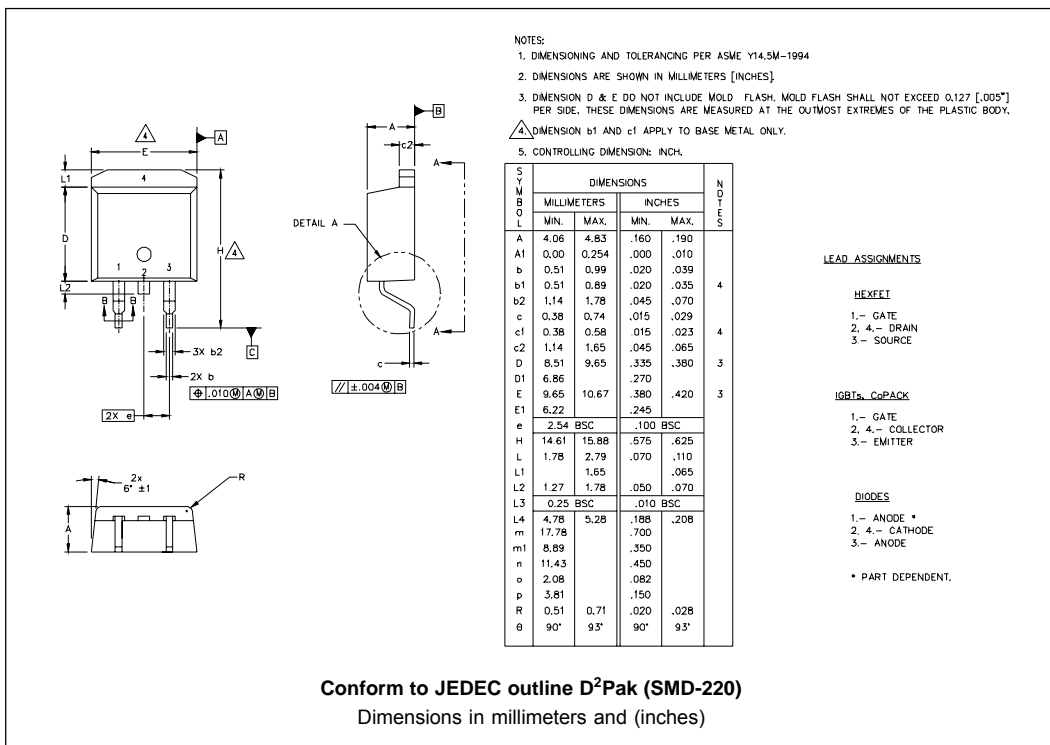 NOTES:
1. DIMENSIONING AND TOLERANCING PER ASME Y14.5M-1994
2. DIMENSIONS ARE SHOWN IN MILLIMETERS [INCHES].
3. DIMENSION D & E DO NOT INCLUDE MOLD FLASH. MOLD FLASH SHALL NOT EXCEED 0.127 [.005"]
PER SIDE. THESE DIMENSIONS ARE MEASURED AT THE OUTMOST EXTREMES OF THE PLASTIC BODY.
4. DIMENSION b1 AND c1 APPLY TO BASE METAL ONLY.
5. CONTROLLING DIMENSION: INCH.
4
E
A
L1
4
D
H
4
1
2
3
L2
B
B
C
3X b2
2X b
⌖ .010 Ⓜ A Ⓜ B
2X e
A
B
c2
A
DETAIL A
A
c
// ±.004 Ⓜ B
2x
6° ±1
R
A
SYMBOL DIMENSIONS NOTES
MILLIMETERS INCHES
MIN. MAX. MIN. MAX.
A 4.06 4.83 .160 .190
A1 0.00 0.254 .000 .010
b 0.51 0.99 .020 .039
b1 0.51 0.89 .020 .035 4
b2 1.14 1.78 .045 .070
c 0.38 0.74 .015 .029
c1 0.38 0.58 .015 .023 4
c2 1.14 1.65 .045 .065
D 8.51 9.65 .335 .380 3
D1 6.86 .270
E 9.65 10.67 .380 .420 3
E1 6.22 .245
e 2.54 BSC .100 BSC
H 14.61 15.88 .575 .625
L 1.78 2.79 .070 .110
L1 1.65 .065
L2 1.27 1.78 .050 .070
L3 0.25 BSC .010 BSC
L4 4.78 5.28 .188 .208
m 17.78 .700
m1 8.89 .350
n 11.43 .450
o 2.08 .082
p 3.81 .150
R 0.51 0.71 .020 .028
θ 90° 93° 90° 93°
LEAD ASSIGNMENTS
HEXFET
1.- GATE
2, 4.- DRAIN
3.- SOURCE
IGBTs, CoPACK
1.- GATE
2, 4.- COLLECTOR
3.- EMITTER
DIODES
1.- ANODE *
2, 4.- CATHODE
3.- ANODE
* PART DEPENDENT.
Conform to JEDEC outline D²Pak (SMD-220)
Dimensions in millimeters and (inches)